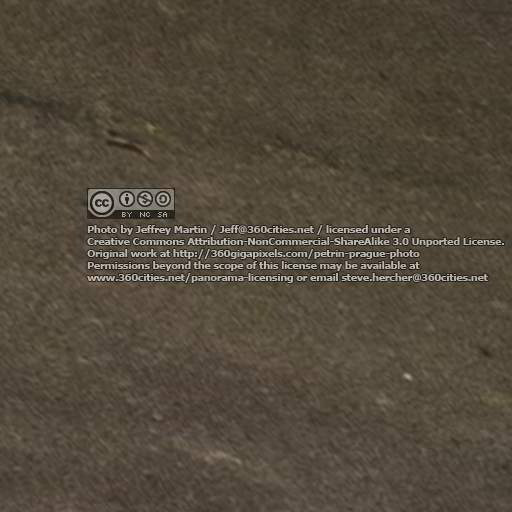 cc BY NC SA
Photo by Jeffrey Martin / Jeff@360cities.net / licensed under a
Creative Commons Attribution-NonCommercial-ShareAlike 3.0 Unported License.
Original work at http://360gigapixels.com/petrin-prague-photo
Permissions beyond the scope of this license may be available at
www.360cities.net/panorama-licensing or email steve.hercher@360cities.net